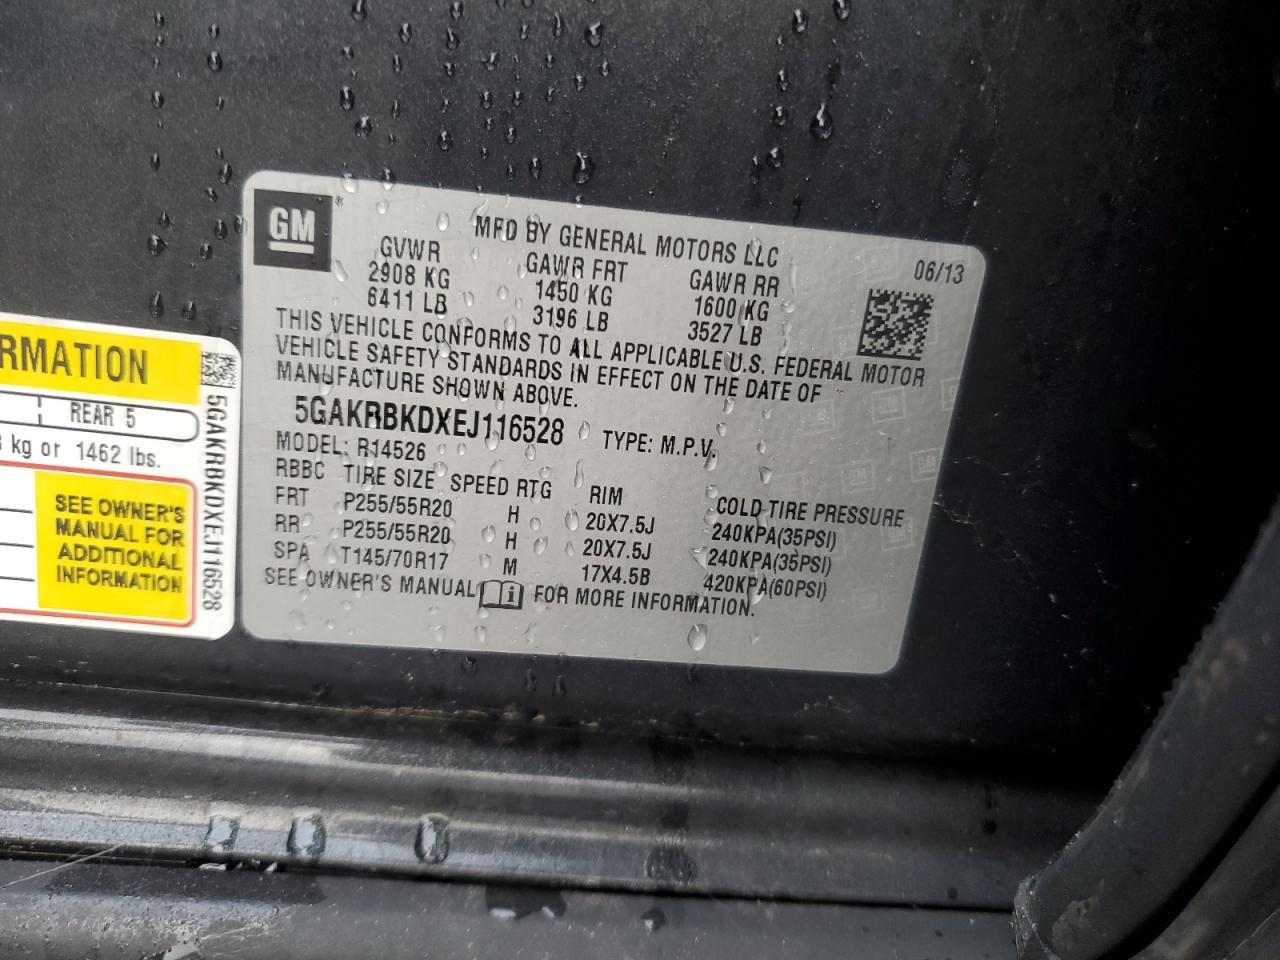 GM ®
MFD BY GENERAL MOTORS LLC
06/13
GVWR GAWR FRT GAWR RR
2908 KG 1450 KG 1600 KG
6411 LB 3196 LB 3527 LB
THIS VEHICLE CONFORMS TO ALL APPLICABLE U.S. FEDERAL MOTOR
VEHICLE SAFETY STANDARDS IN EFFECT ON THE DATE OF
MANUFACTURE SHOWN ABOVE.
5GAKRBKDXEJ116528 TYPE: M.P.V.
MODEL: R14526
RBBC TIRE SIZE SPEED RTG RIM COLD TIRE PRESSURE
FRT P255/55R20 H 20X7.5J 240KPA(35PSI)
RR P255/55R20 H 20X7.5J 240KPA(35PSI)
SPA T145/70R17 M 17X4.5B 420KPA(60PSI)
SEE OWNER'S MANUAL i FOR MORE INFORMATION.
RMATION
REAR 5
kg or 1462 lbs.
SEE OWNER'S
MANUAL FOR
ADDITIONAL
INFORMATION
5GAKRBKDXEJ116528